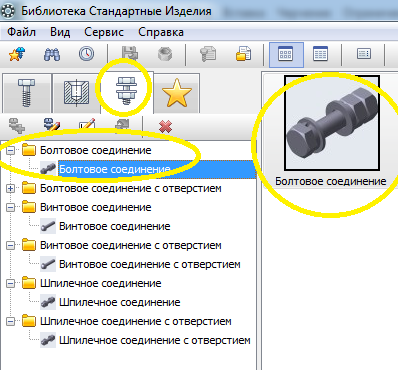 Библиотека Стандартные Изделия
Файл Вид Сервис Справка
Болтовое соединение
Болтовое соединение
Болтовое соединение с отверстием
Винтовое соединение
Винтовое соединение
Винтовое соединение с отверстием
Винтовое соединение с отверстием
Шпилечное соединение
Шпилечное соединение
Шпилечное соединение с отверстием
Шпилечное соединение с отверстием
Болтовое соединение